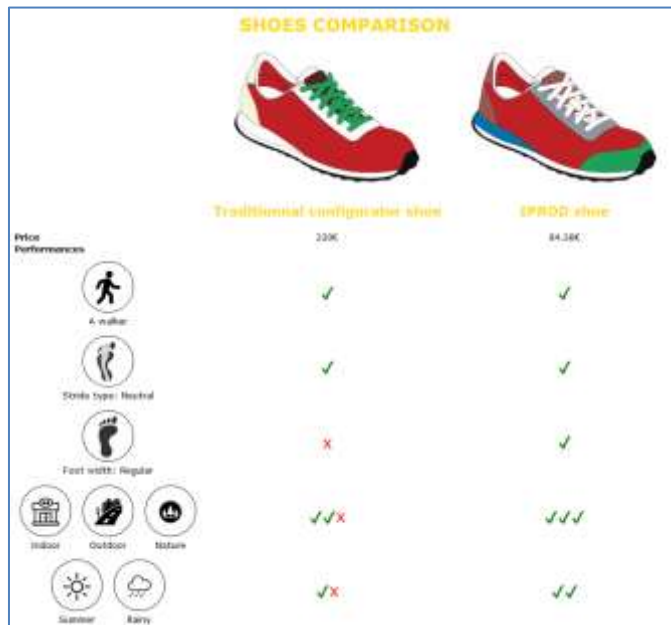 SHOES COMPARISON
Traditionnal configurator shoe IPROD shoe
Price 220€ 84.38€
Performances
A walker
Stride type: Neutral
Foot width: Regular
Indoor Outdoor Nature
Summer Rainy